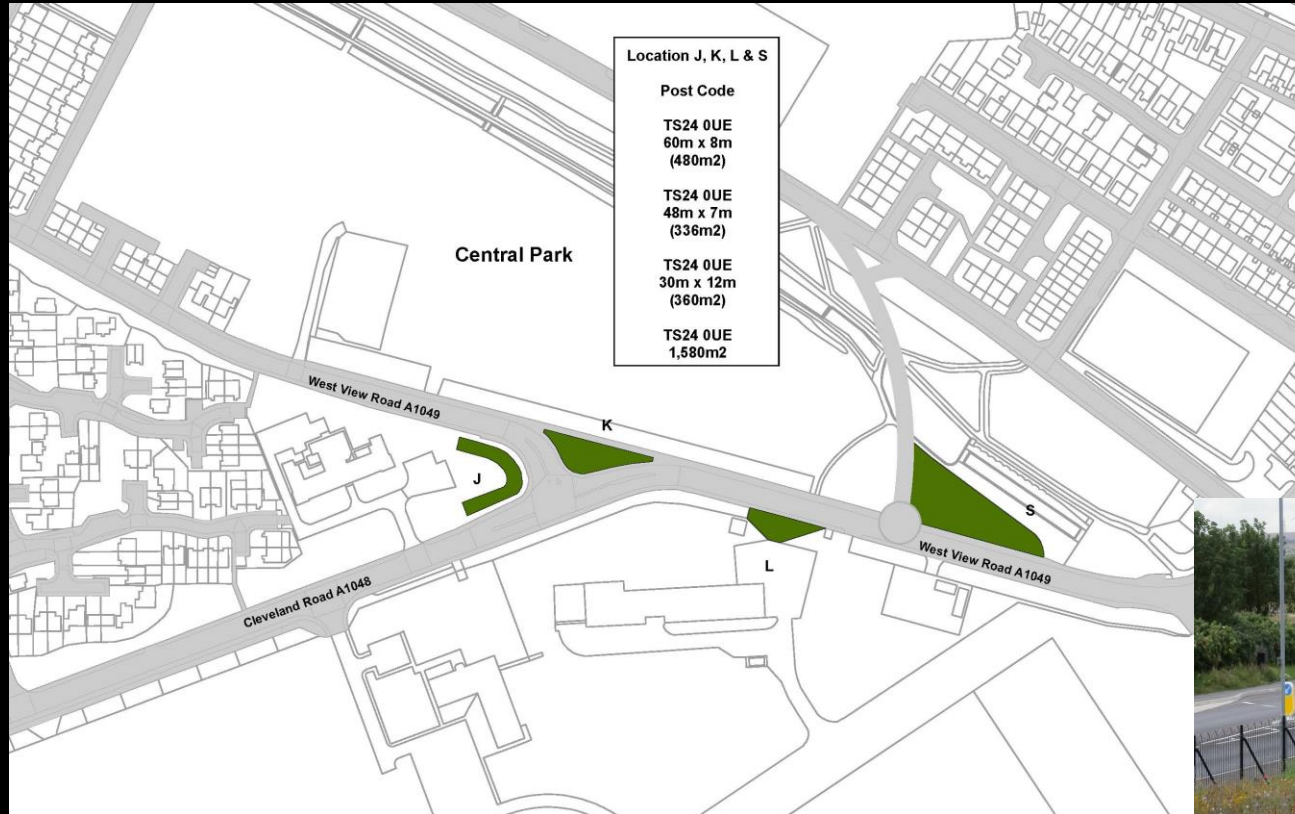 Location J, K, L & S
Post Code
TS24 0UE
60m x 8m
(480m2)
TS24 0UE
48m x 7m
(336m2)
TS24 0UE
30m x 12m
(360m2)
TS24 0UE
1,580m2
Central Park
West View Road A1049
K
J
S
L
West View Road A1049
Cleveland Road A1048